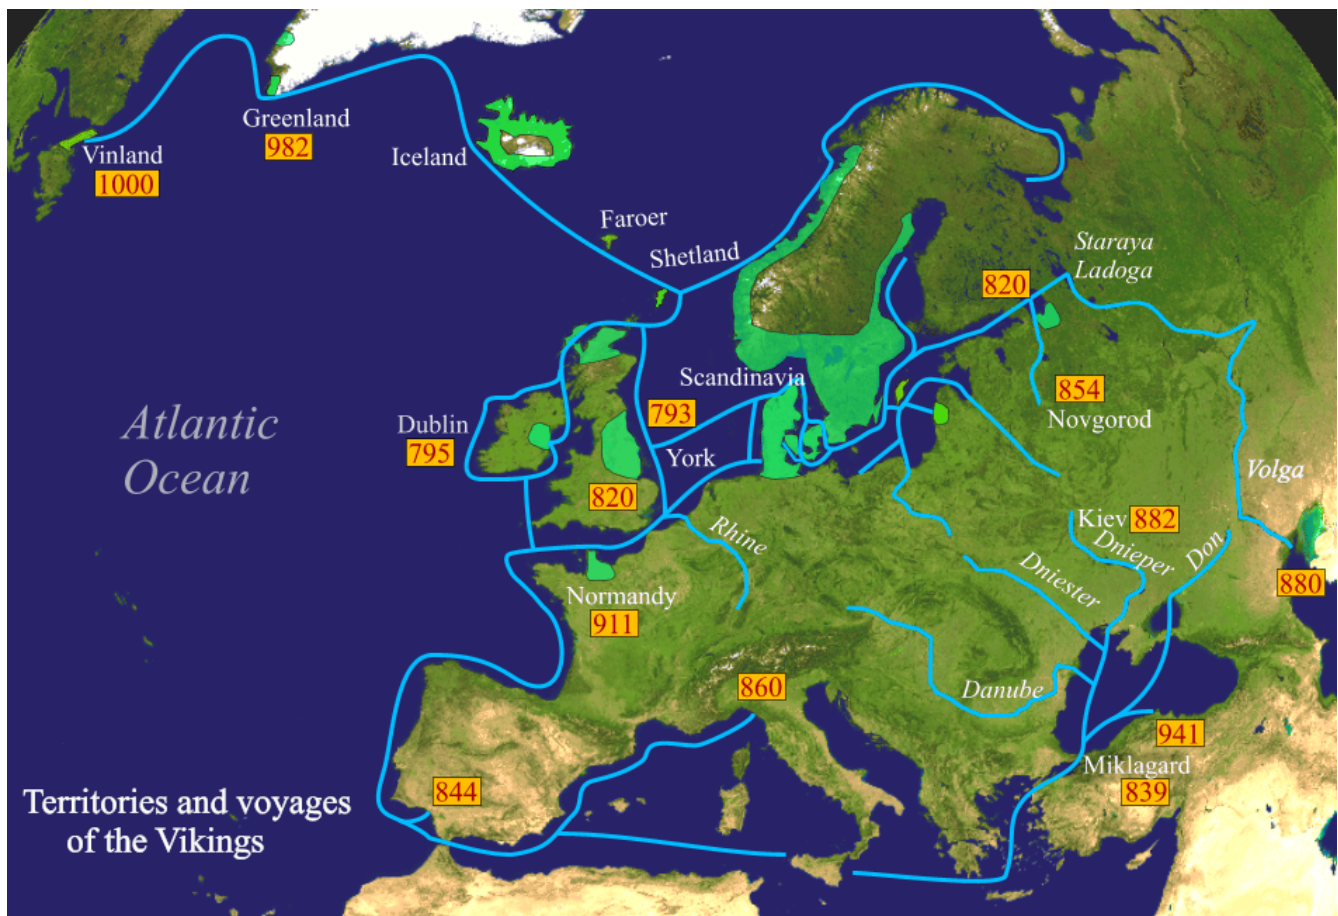 Greenland
982
Vinland
1000
Iceland
Faroer
Shetland
Staraya
Ladoga
820
Scandinavia
854
Novgorod
793
Dublin
795
York
820
Atlantic
Ocean
Volga
Kiev 882
Rhine
Dnieper
Don
Dniester
880
Normandy
911
860
Danube
941
Miklagard
839
844
Territories and voyages
of the Vikings